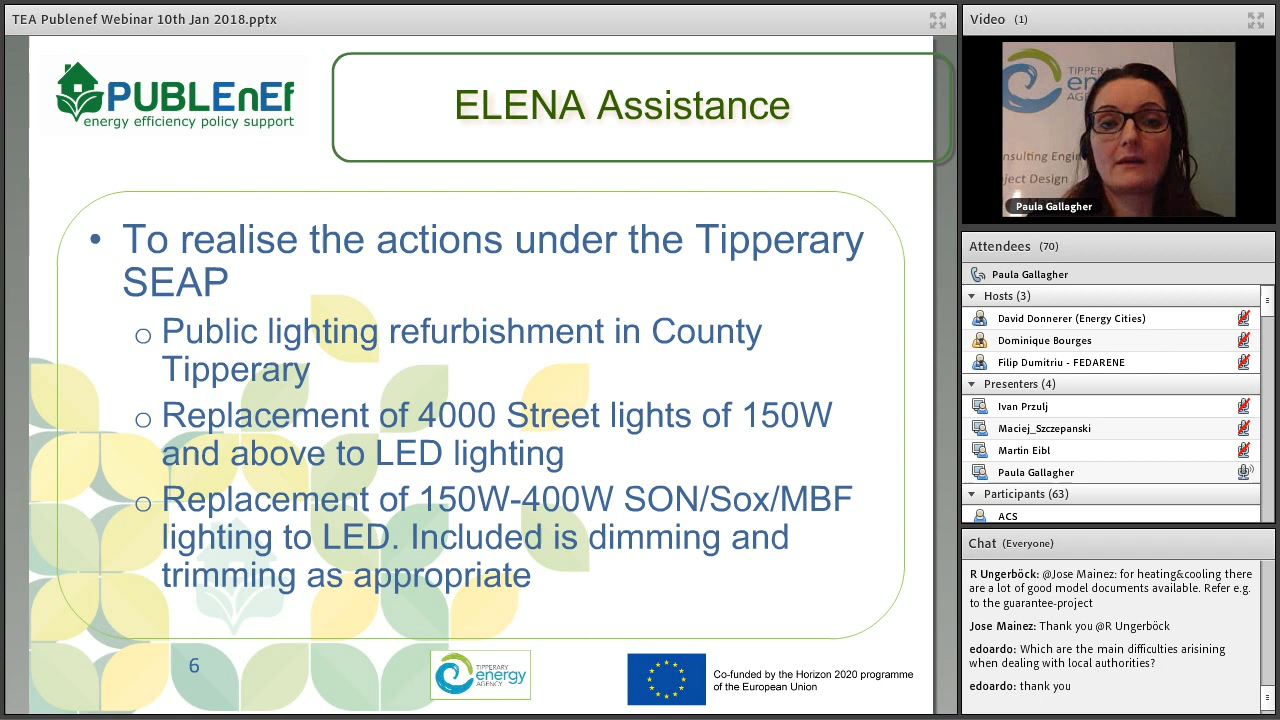 TEA Publenef Webinar 10th Jan 2018.pptx
PUBLEnEf
energy efficiency policy support
ELENA Assistance
• To realise the actions under the Tipperary
SEAP
o Public lighting refurbishment in County
Tipperary
o Replacement of 4000 Street lights of 150W
and above to LED lighting
o Replacement of 150W-400W SON/Sox/MBF
lighting to LED. Included is dimming and
trimming as appropriate
6
TIPPERARY
energy
AGENCY
Co-funded by the Horizon 2020 programme
of the European Union
Video (1)
TIPPER
en
AG
nsulting Engin
ject Design
Paula Gallagher
Attendees (70)
Paula Gallagher
Hosts (3)
David Donnerer (Energy Cities)
Dominique Bourges
Filip Dumitriu - FEDARENE
Presenters (4)
Ivan Przulj
Maciej_Szczepanski
Martin Eibl
Paula Gallagher
Participants (63)
ACS
Chat (Everyone)
R Ungerböck: @Jose Mainez: for heating&cooling there
are a lot of good model documents available. Refer e.g.
to the guarantee-project
Jose Mainez: Thank you @R Ungerböck
edoardo: Which are the main difficulties arisining
when dealing with local authorities?
edoardo: thank you